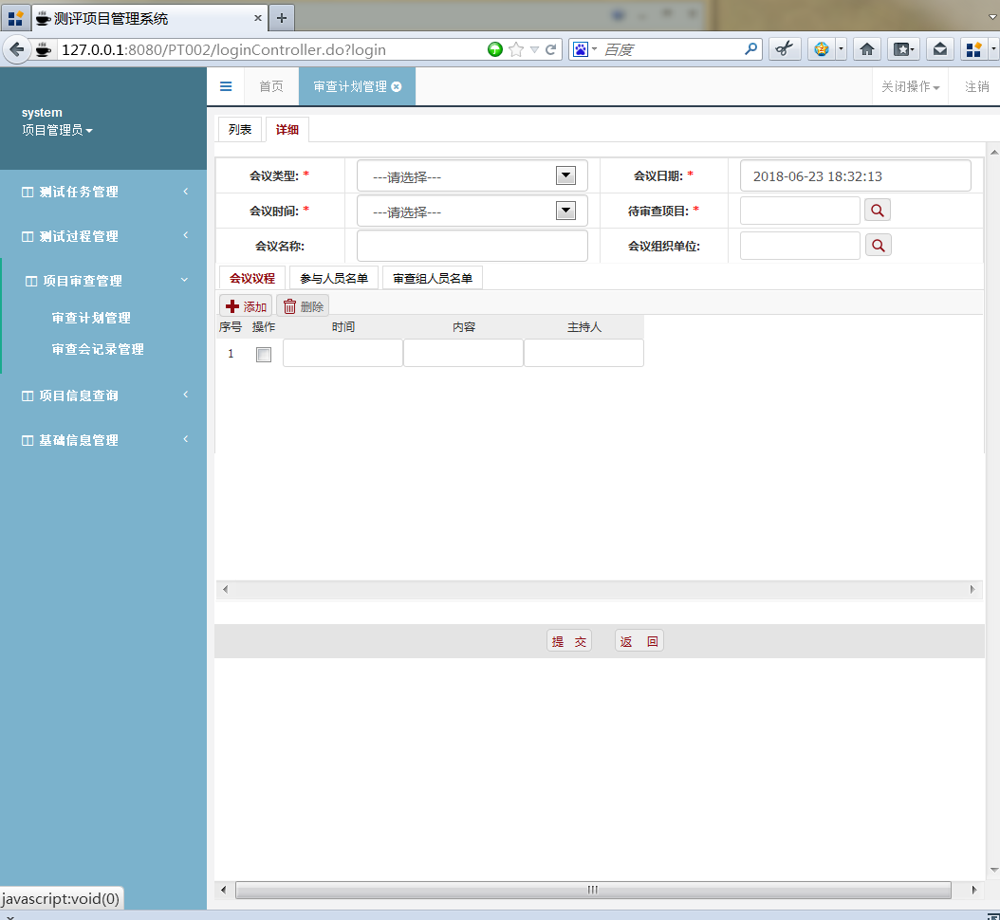 测评项目管理系统
127.0.0.1:8080/PT002/loginController.do?login
百度
system
项目管理员
首页
审查计划管理
关闭操作
注销
测试任务管理
测试过程管理
项目审查管理
审查计划管理
审查会记录管理
项目信息查询
基础信息管理
列表
详细
会议类型: *
---请选择---
会议日期: *
2018-06-23 18:32:13
会议时间: *
---请选择---
待审查项目: *
会议名称:
会议组织单位:
会议议程
参与人员名单
审查组人员名单
添加
删除
序号 操作 时间 内容 主持人
1
提 交
返 回
javascript:void(0)